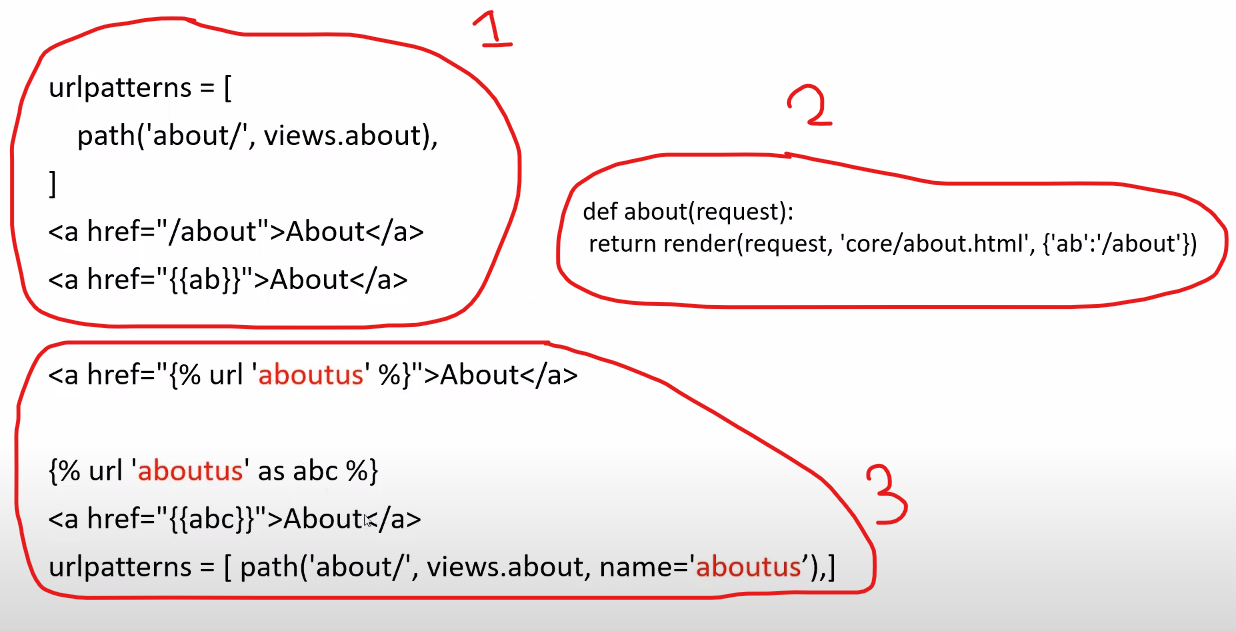 1
urlpatterns = [
path('about/', views.about),
]
<a href="/about">About</a>
<a href="{{ab}}">About</a>
2
def about(request):
return render(request, 'core/about.html', {'ab':'/about'})
<a href="{% url 'aboutus' %}">About</a>
{% url 'aboutus' as abc %}
<a href="{{abc}}">About</a>
urlpatterns = [ path('about/', views.about, name='aboutus’),]
3